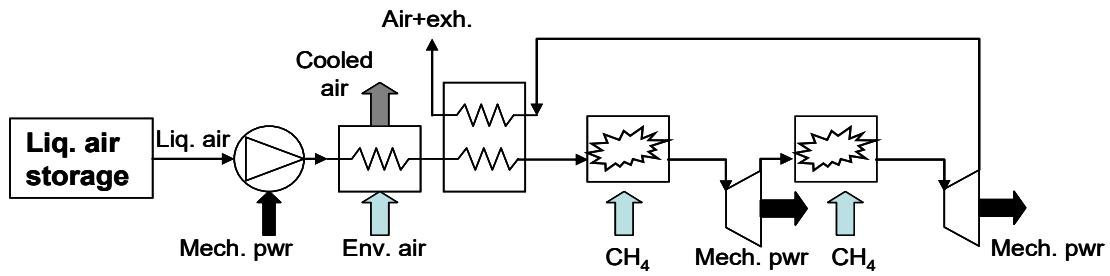 Air+exh.
Cooled
air
Liq. air
storage
Liq. air
Mech. pwr
Env. air
CH₄
Mech. pwr
CH₄
Mech. pwr